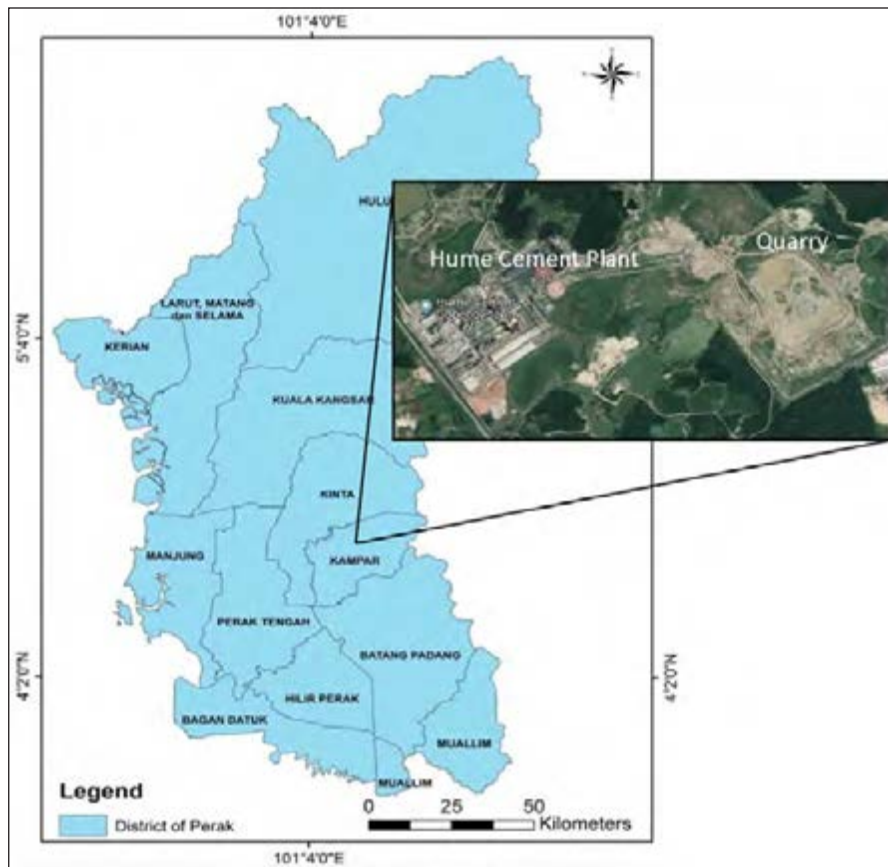 101°4'0"E
HULU
Hume Cement Plant
Quarry
LARUT, MATANG
dan SELAMA
KERIAN
5°4'0"N
KUALA KANGSAR
KINTA
MANJUNG
KAMPAR
PERAK TENGAH
BATANG PADANG
4°2'0"N
4°2'0"N
HILIR PERAK
BAGAN DATUK
MUALLIM
MUALLIM
Legend
District of Perak
0 25 50
Kilometers
101°4'0"E